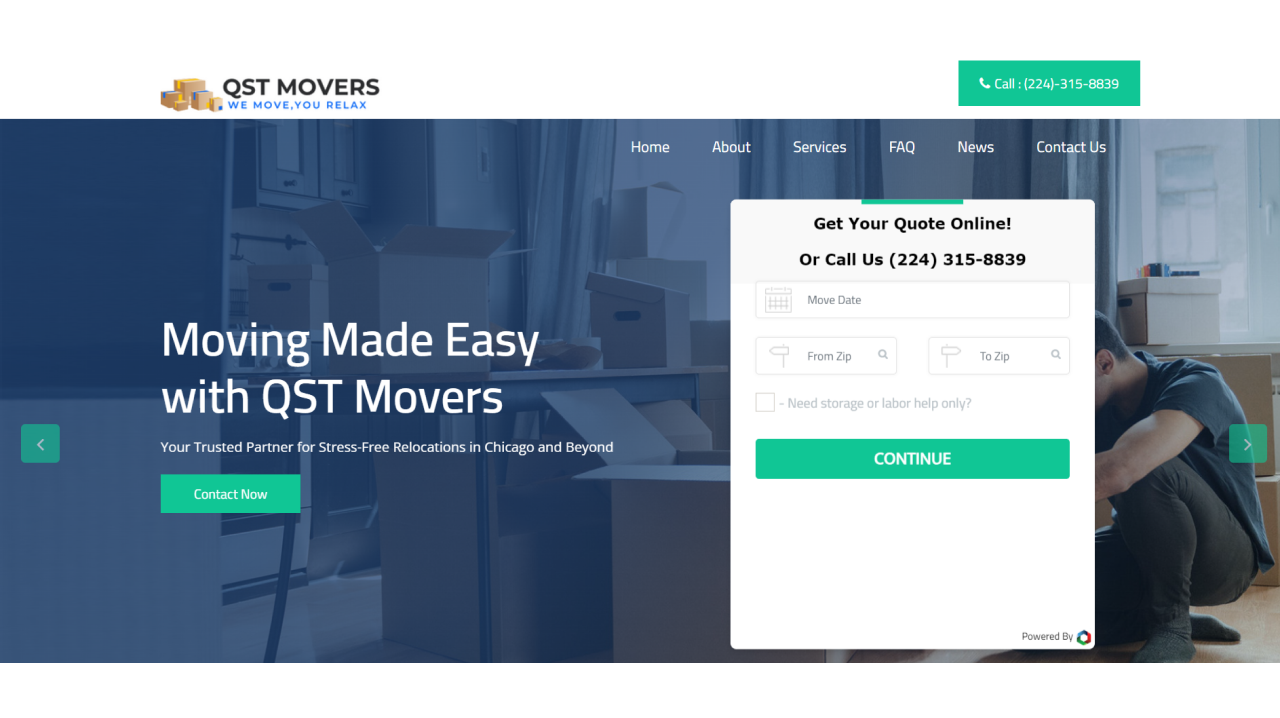 QST MOVERS
WE MOVE,YOU RELAX
Call : (224)-315-8839
Home About Services FAQ News Contact Us
Get Your Quote Online!
Or Call Us (224) 315-8839
Move Date
From Zip To Zip
- Need storage or labor help only?
CONTINUE
Powered By
Moving Made Easy
with QST Movers
Your Trusted Partner for Stress-Free Relocations in Chicago and Beyond
Contact Now